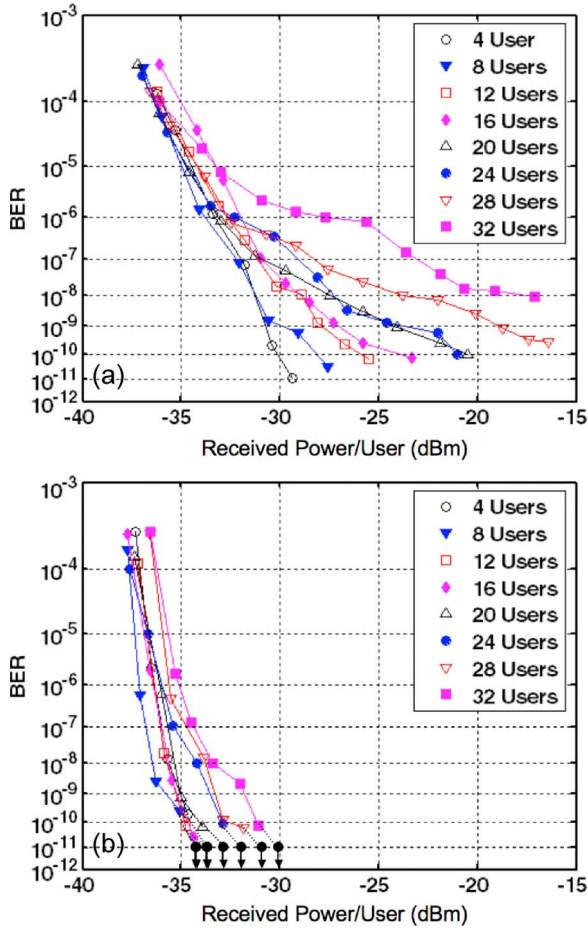 10⁻³
10⁻⁴
10⁻⁵
10⁻⁶
10⁻⁷
10⁻⁸
10⁻⁹
10⁻¹⁰
10⁻¹¹
10⁻¹²
BER
4 User
8 Users
12 Users
16 Users
20 Users
24 Users
28 Users
32 Users
(a)
-40 -35 -30 -25 -20 -15
Received Power/User (dBm)
10⁻³
10⁻⁴
10⁻⁵
10⁻⁶
10⁻⁷
10⁻⁸
10⁻⁹
10⁻¹⁰
10⁻¹¹
10⁻¹²
BER
4 Users
8 Users
12 Users
16 Users
20 Users
24 Users
28 Users
32 Users
(b)
-40 -35 -30 -25 -20 -15
Received Power/User (dBm)